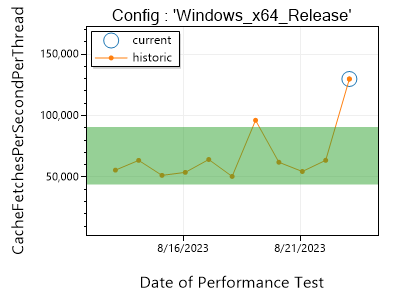 Config : 'Windows_x64_Release'
current
historic
150,000
100,000
50,000
CacheFetchesPerSecondPerThread
8/16/2023
8/21/2023
Date of Performance Test